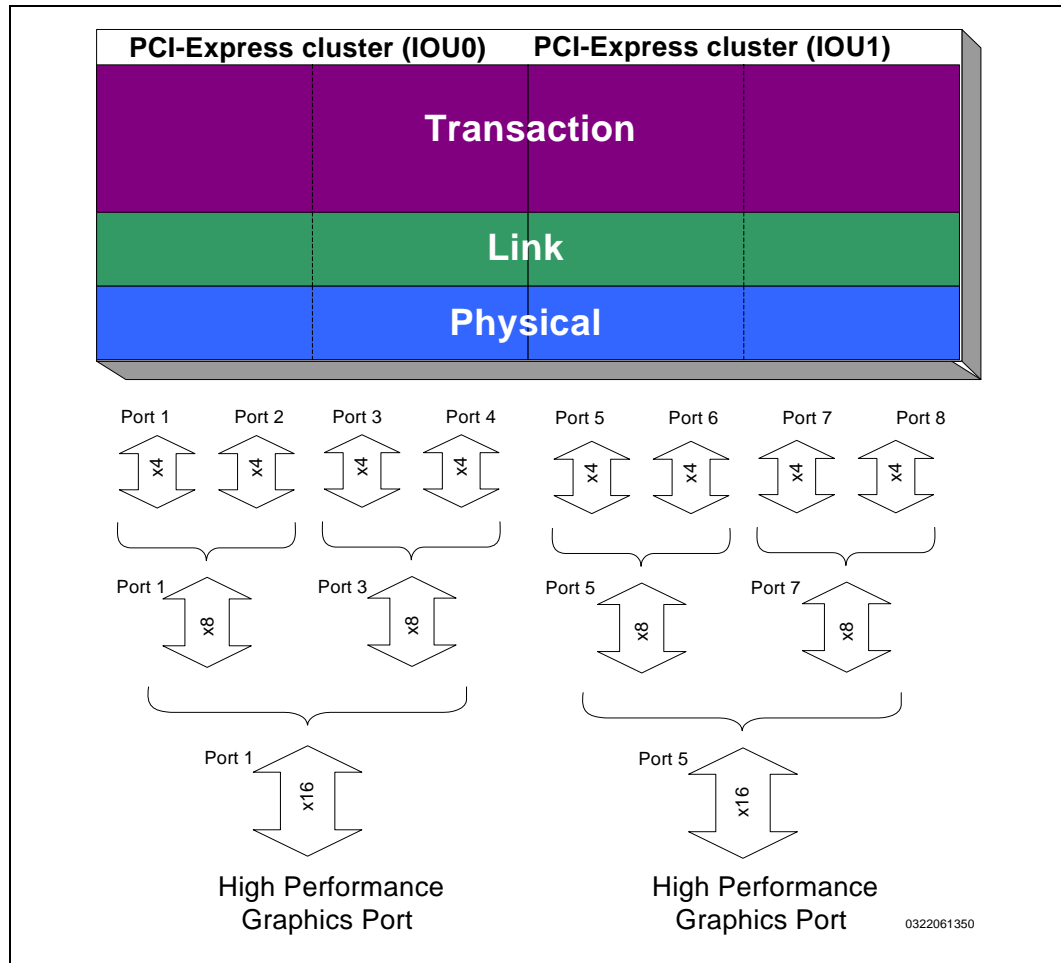 PCI-Express cluster (IOU0) PCI-Express cluster (IOU1)
Transaction
Link
Physical
Port 1 Port 2 Port 3 Port 4 Port 5 Port 6 Port 7 Port 8
x4 x4 x4 x4 x4 x4 x4 x4
Port 1 Port 3 Port 5 Port 7
x8 x8 x8 x8
Port 1 Port 5
x16 x16
High Performance
Graphics Port
High Performance
Graphics Port
0322061350